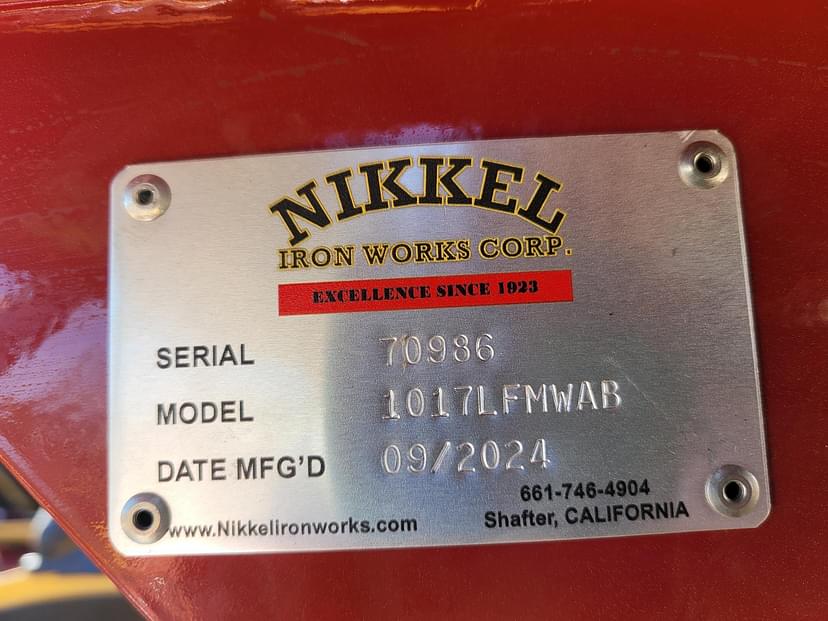 NIKKEL
IRON WORKS CORP.
EXCELLENCE SINCE 1923
SERIAL 70986
MODEL 1017LFMWAB
DATE MFG'D 09/2024
661-746-4904
www.Nikkelironworks.com Shafter, CALIFORNIA